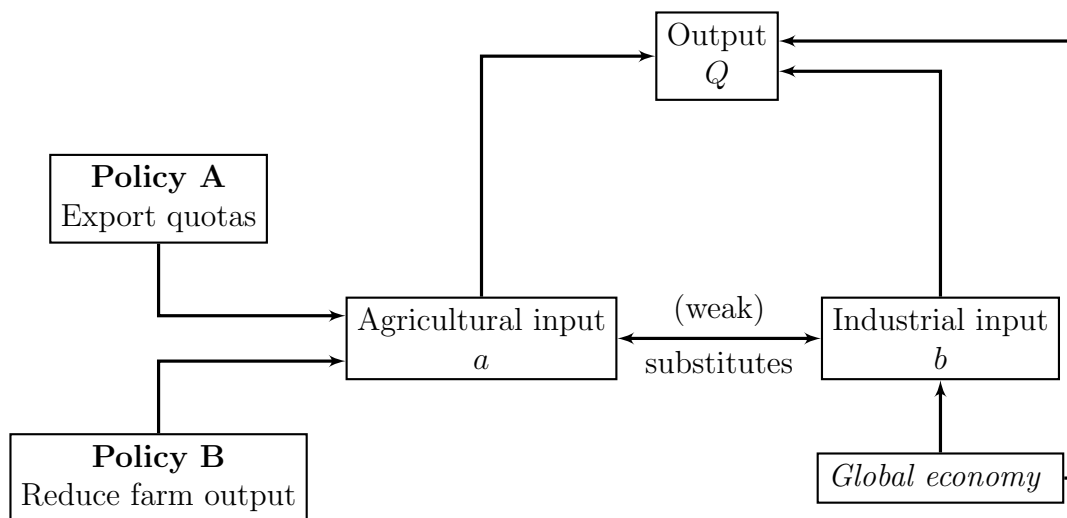 Output
Q
Policy A
Export quotas
Agricultural input
a
(weak)
substitutes
Industrial input
b
Policy B
Reduce farm output
Global economy